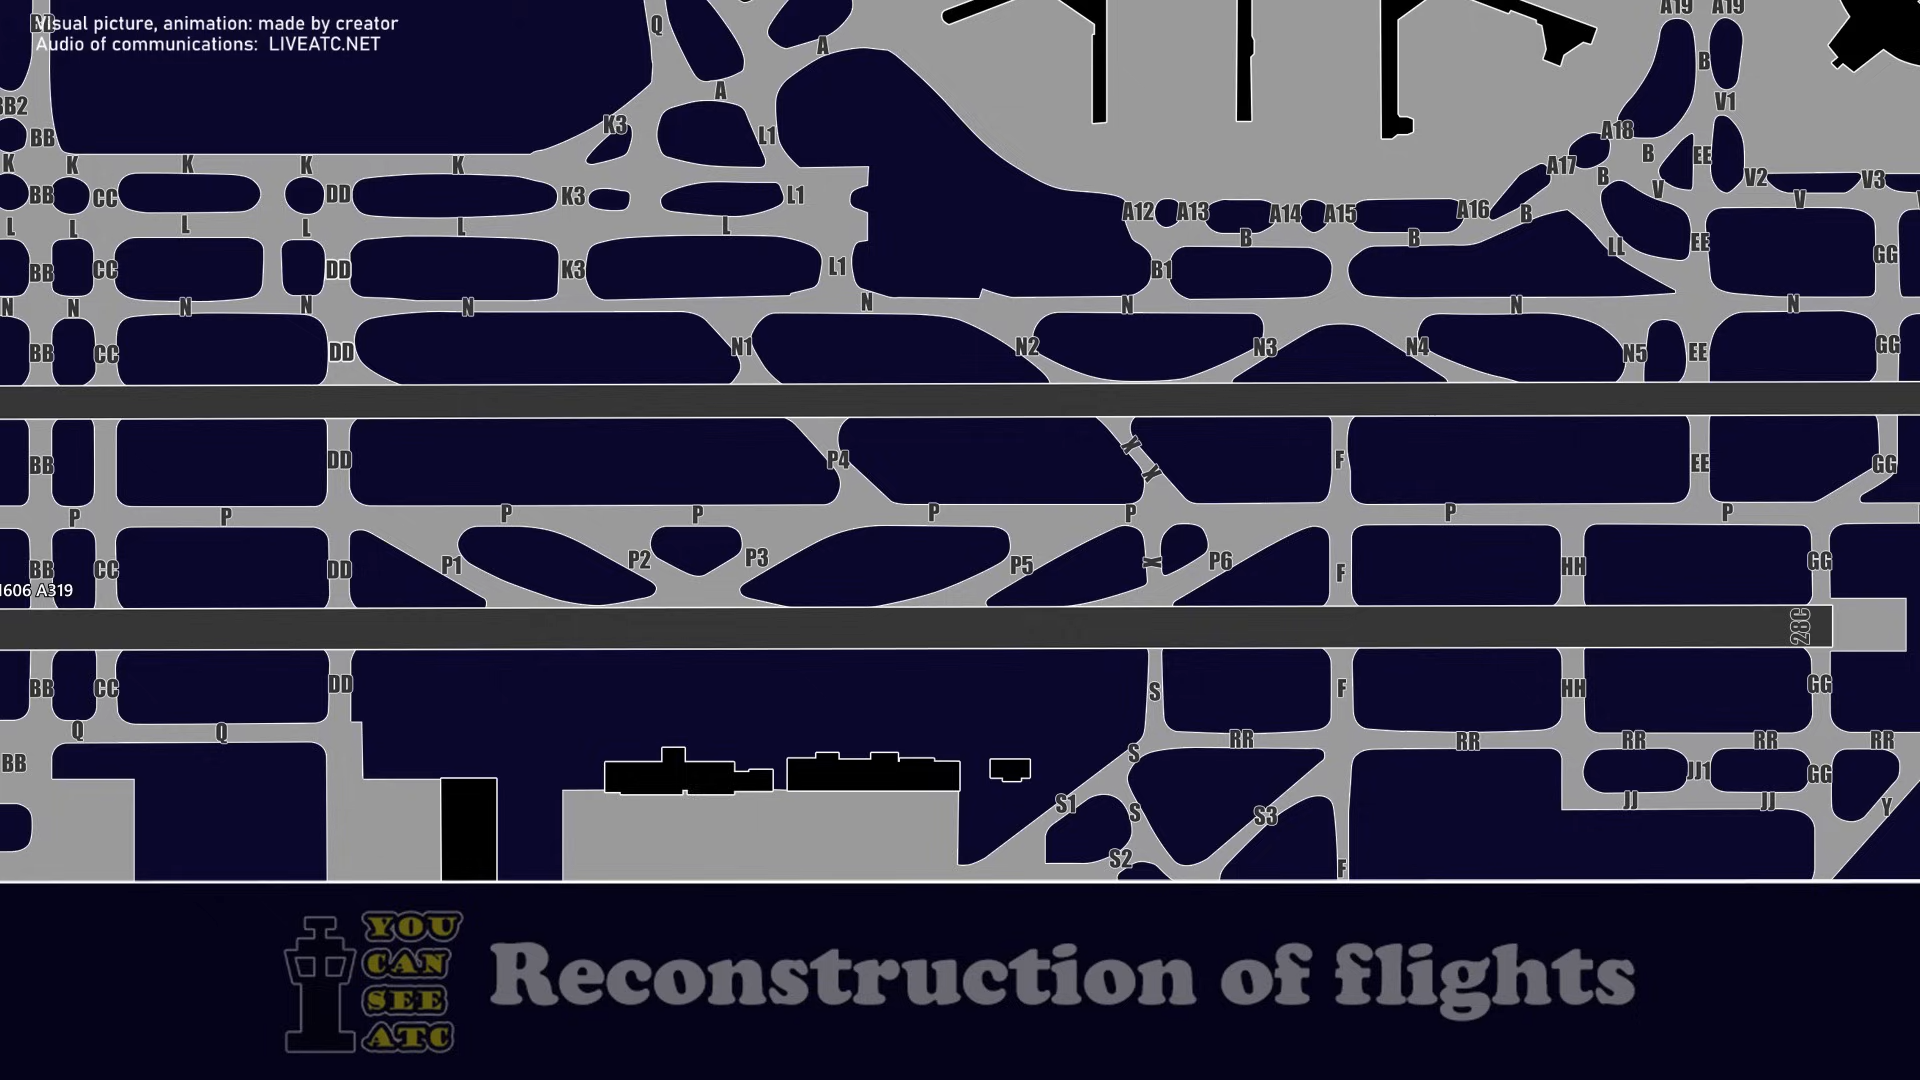 Visual picture, animation: made by creator
Audio of communications: LIVEATC.NET
BB Q A A19 A19
A B
BB2 K3 L1 V1
BB A18
K K K K K A17 B EE
BB CC DD K3 L1 B V V2 V3
L L L L L L A12 A13 A14 A15 A16 B V
BB CC DD K3 L1 B1 B B LL EE GG
N N N N N N N N N
BB CC DD N1 N2 N3 N4 N5 EE GG
BB DD P4 X X F EE GG
P P P P P P P P
BB CC DD P1 P2 P3 P5 X P6 F HH GG
1606 A319
28C
BB CC DD S F HH GG
Q Q S RR RR RR RR RR
BB JJ1 GG
S1 S S3 JJ JJ Y
S2 F
YOU
CAN
SEE
ATC
Reconstruction of flights